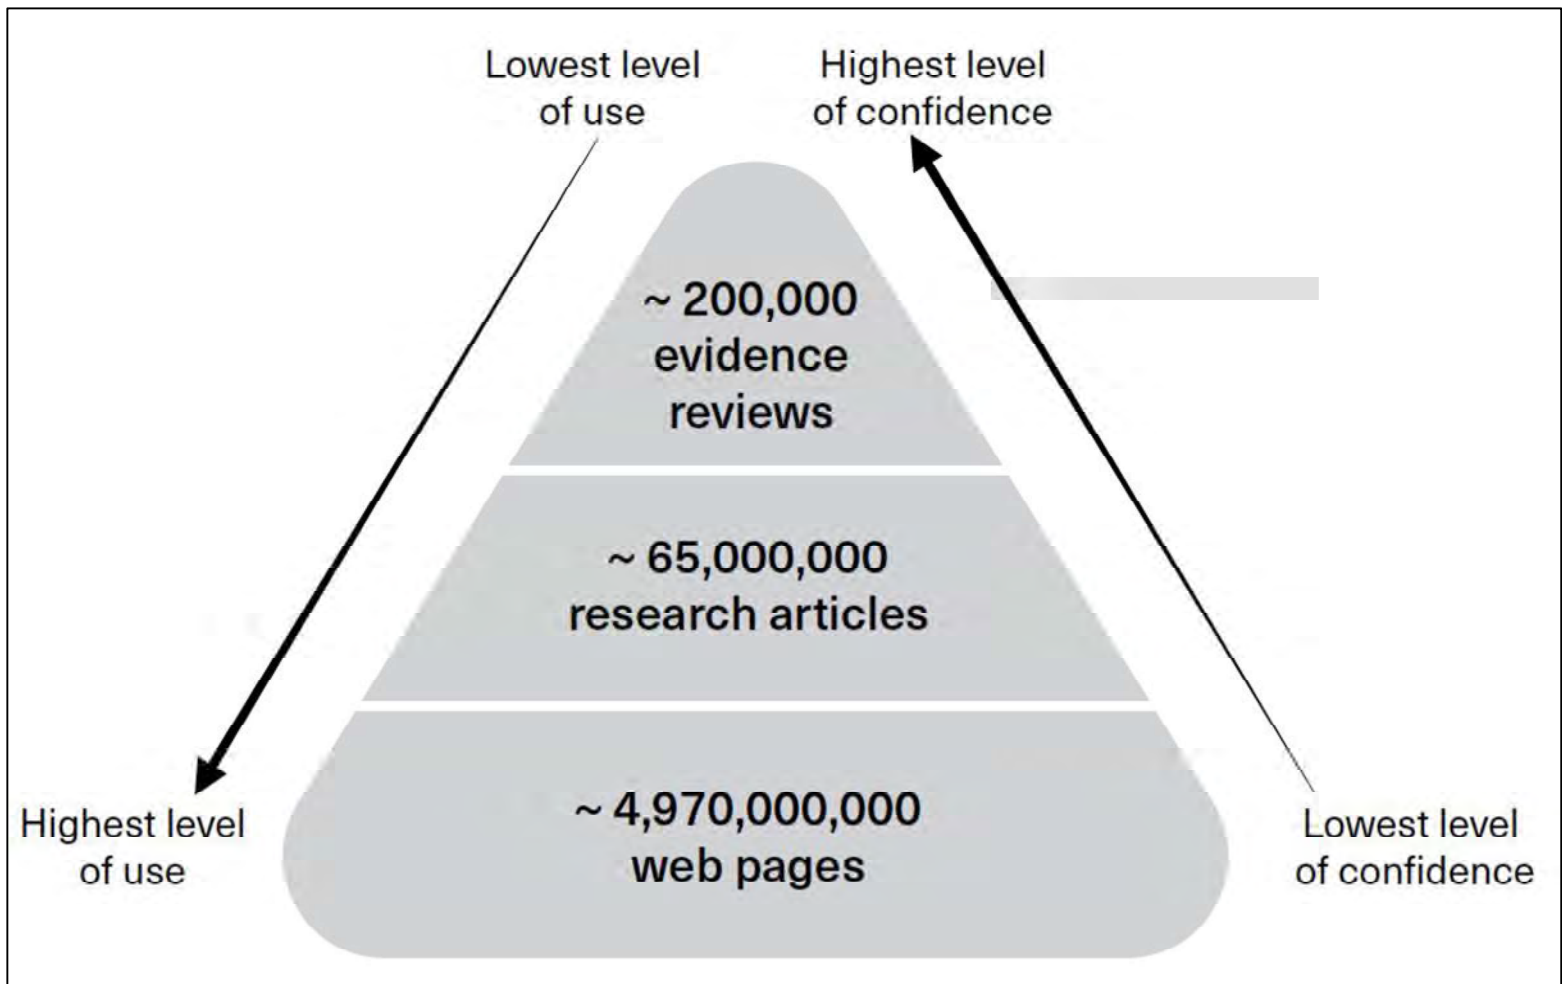 Lowest level
of use
Highest level
of confidence
~ 200,000
evidence
reviews
~ 65,000,000
research articles
~ 4,970,000,000
web pages
Highest level
of use
Lowest level
of confidence